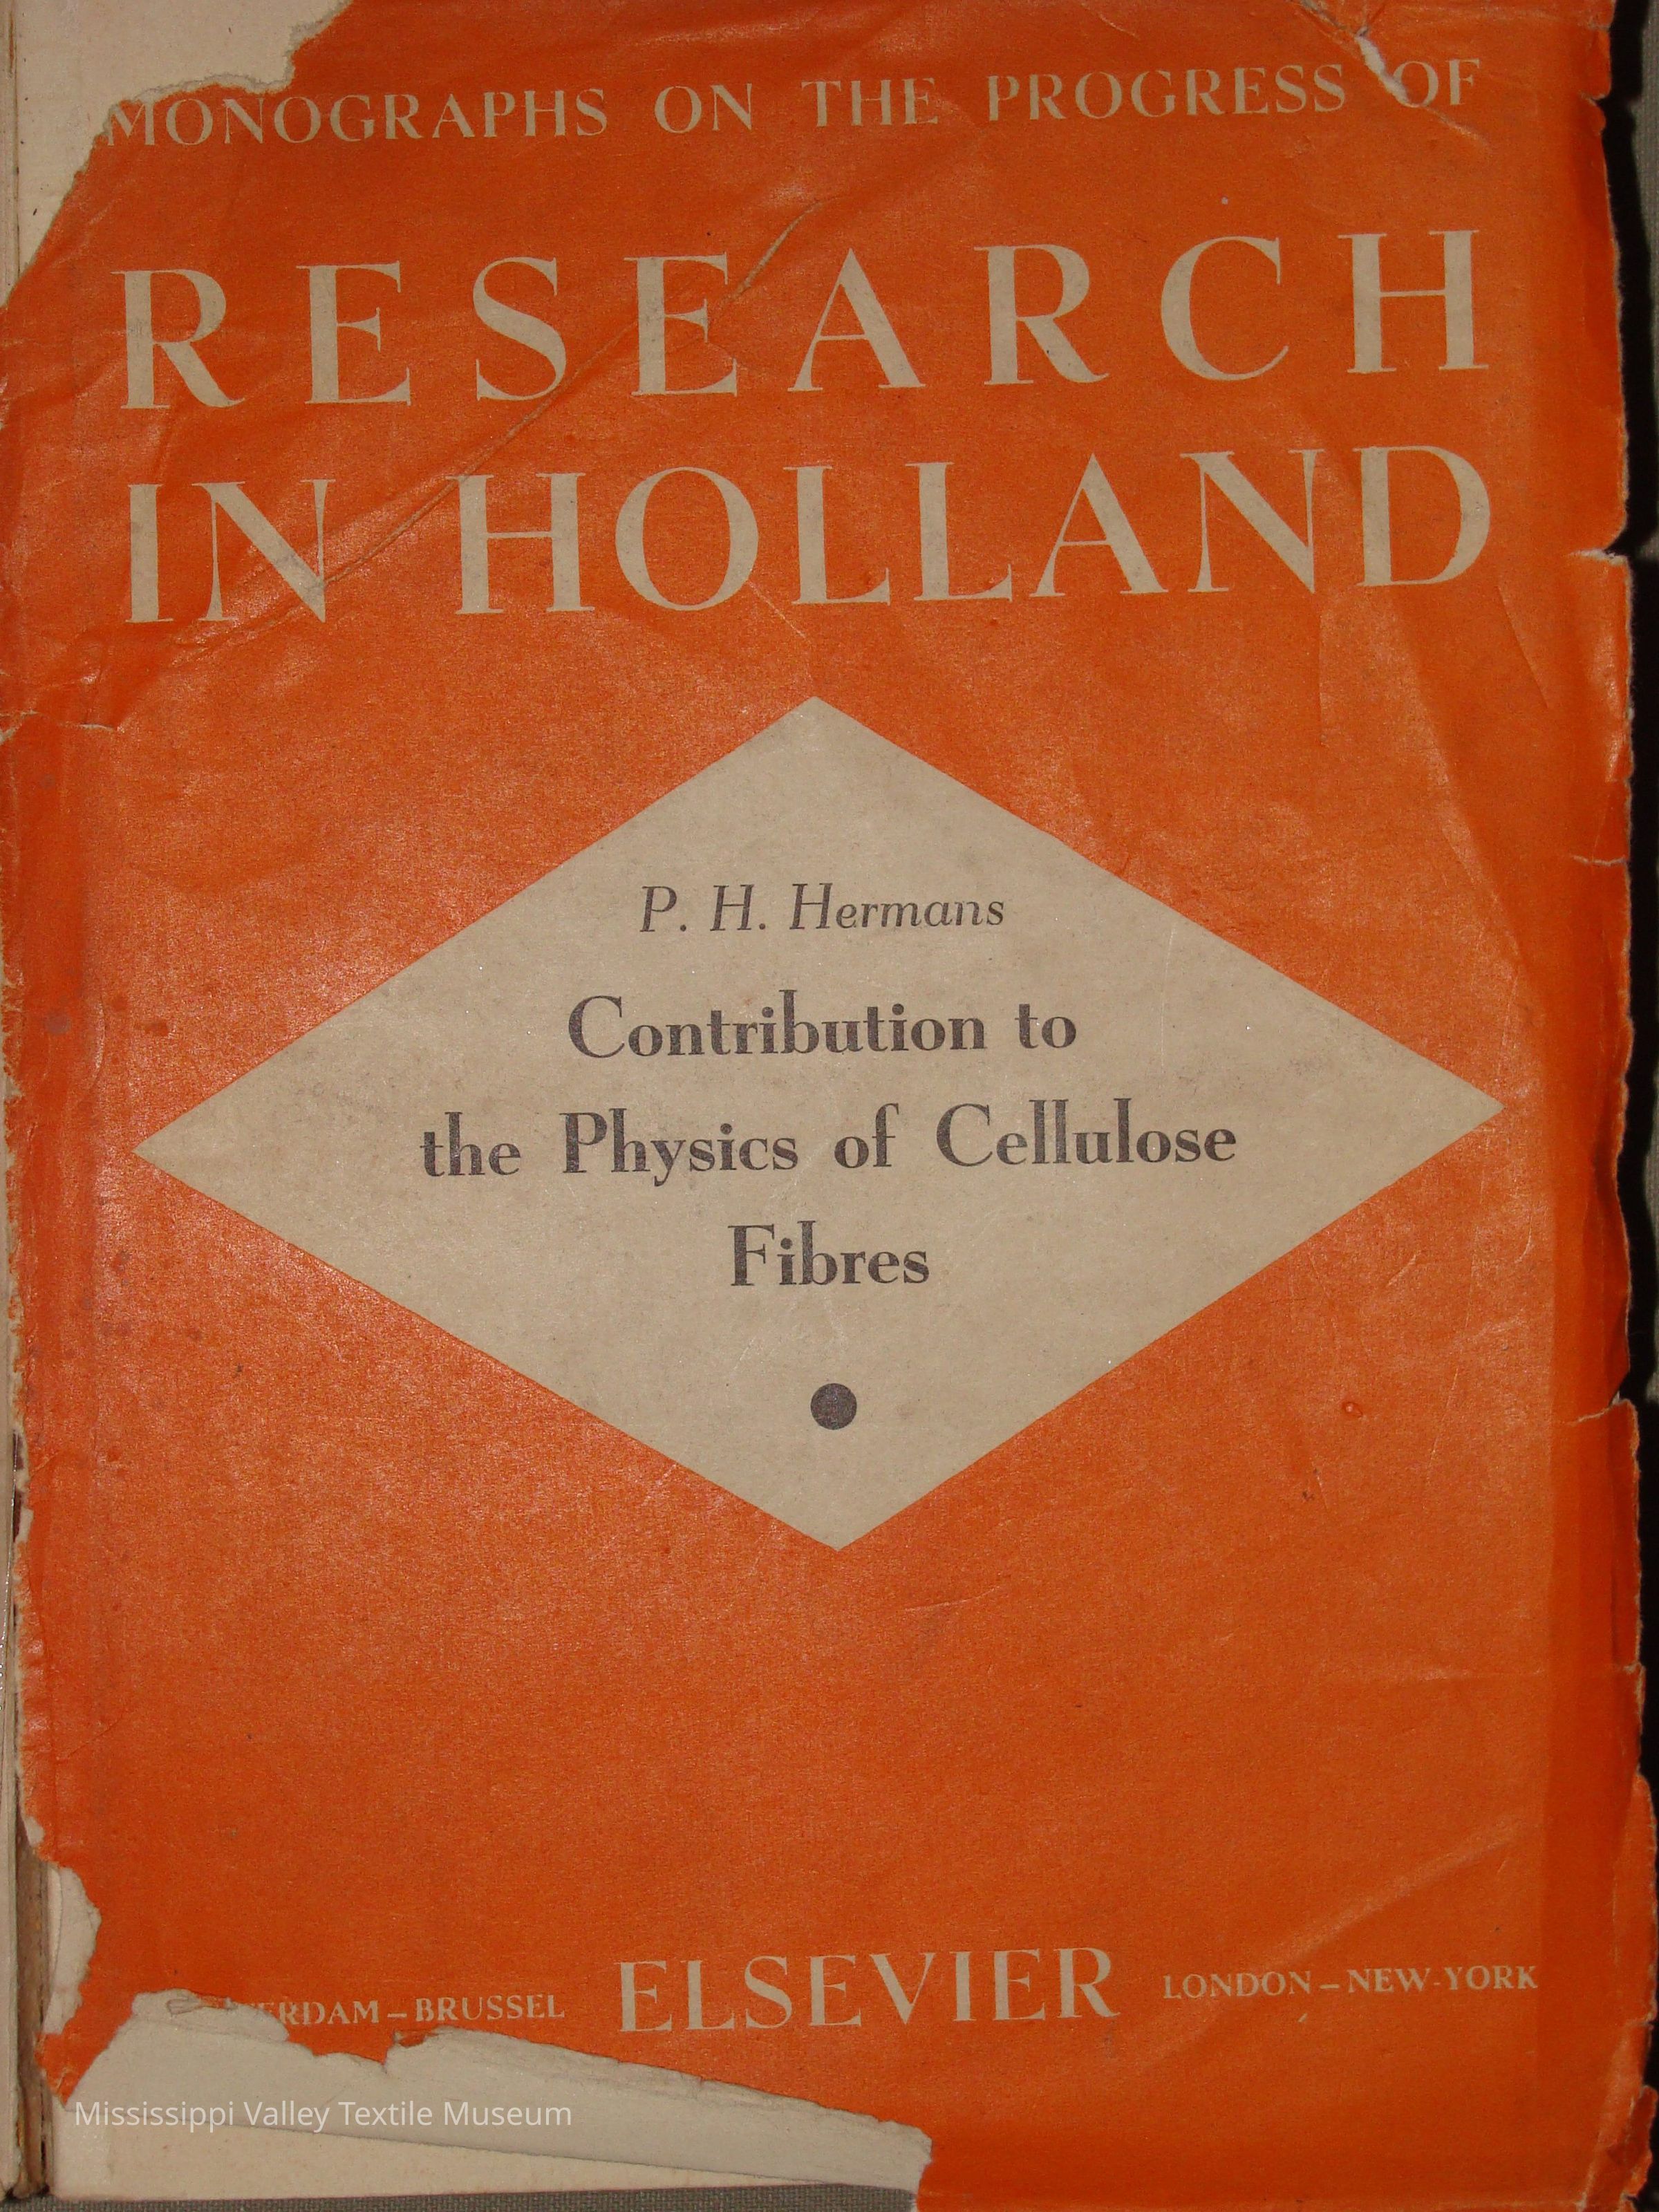 MONOGRAPHS ON THE PROGRESS OF
RESEARCH
IN HOLLAND
P. H. Hermans
Contribution to
the Physics of Cellulose
Fibres
BRUSSEL ELSEVIER LONDON – NEW-YORK
Mississippi Valley Textile Museum